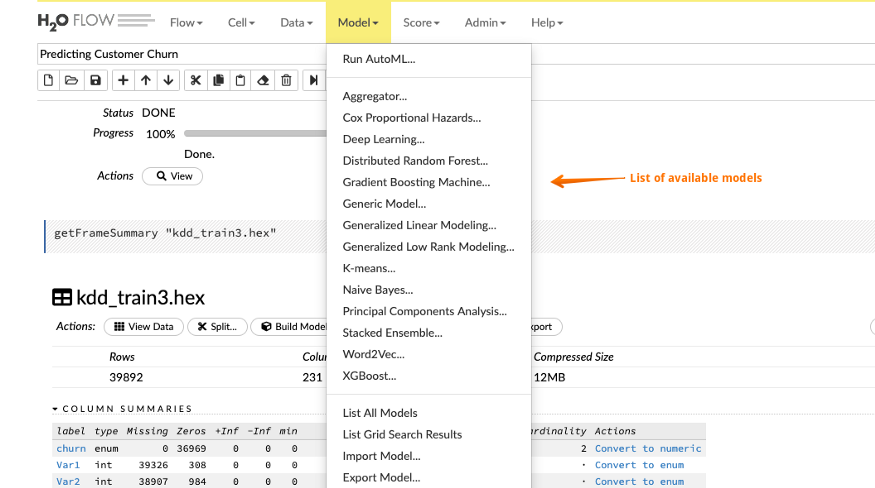 H2O FLOW
Flow Cell Data Model Score Admin Help
Predicting Customer Churn
Run AutoML...
Aggregator...
Cox Proportional Hazards...
Deep Learning...
Distributed Random Forest...
Gradient Boosting Machine...
Generic Model...
Generalized Linear Modeling...
Generalized Low Rank Modeling...
K-means...
Naive Bayes...
Principal Components Analysis...
Stacked Ensemble...
Word2Vec...
XGBoost...
List All Models
List Grid Search Results
Import Model...
Export Model...
List of available models
Status DONE
Progress 100%
Done.
Actions View
getFrameSummary "kdd_train3.hex"
kdd_train3.hex
Actions: View Data Split... Build Model
Rows Compressed Size
39892 231 12MB
COLUMN SUMMARIES
label type Missing Zeros +Inf -Inf min Actions
churn enum 0 36969 0 0 0 2 Convert to numeric
Var1 int 39326 308 0 0 0 · Convert to enum
Var2 int 38907 984 0 0 0 · Convert to enum